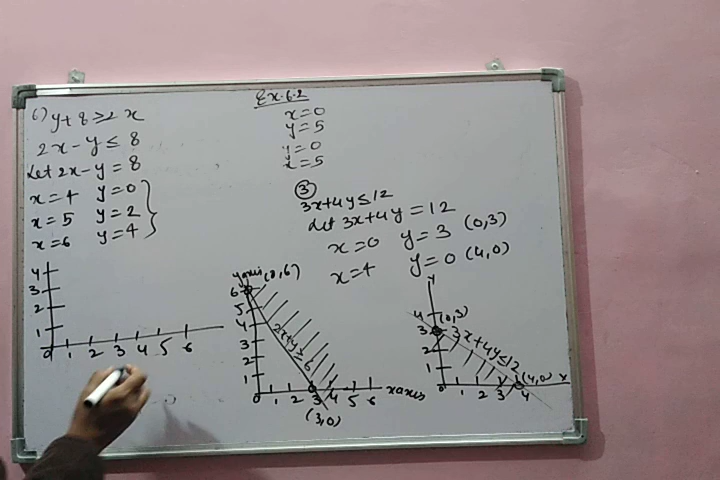 Ex.6.2
6) y+8 ≥ 2x
2x-y ≤ 8
Let 2x-y = 8
x=4 y=0
x=5 y=2
x=6 y=4
4
3
2
1
0 1 2 3 4 5 6
x=0
y=5
y=0
x=5
③
3x+4y ≤ 12
Let 3x+4y = 12
x=0 y=3 (0,3)
x=4 y=0 (4,0)
yaxis (0,6)
6
5
4
3
2
1
2x+y ≥ 6
0 1 2 3 4 5 6 xaxis
(3,0)
y
4 (0,3)
3
2
1
3x+4y ≤ 12
(4,0) x
0 1 2 3 4